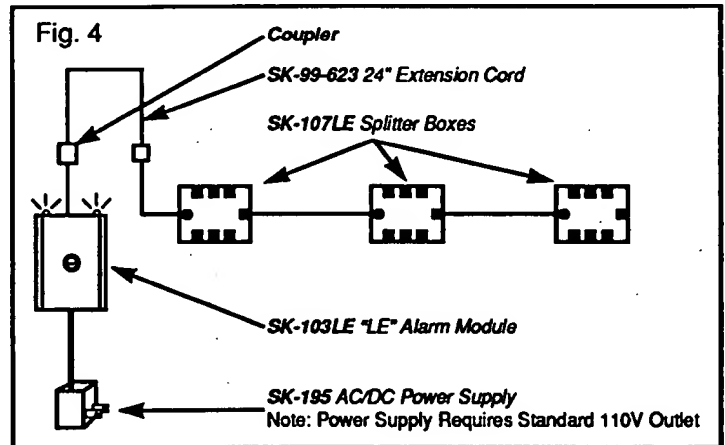 Fig. 4
Coupler
SK-99-623 24" Extension Cord
SK-107LE Splitter Boxes
SK-103LE "LE" Alarm Module
SK-195 AC/DC Power Supply
Note: Power Supply Requires Standard 110V Outlet